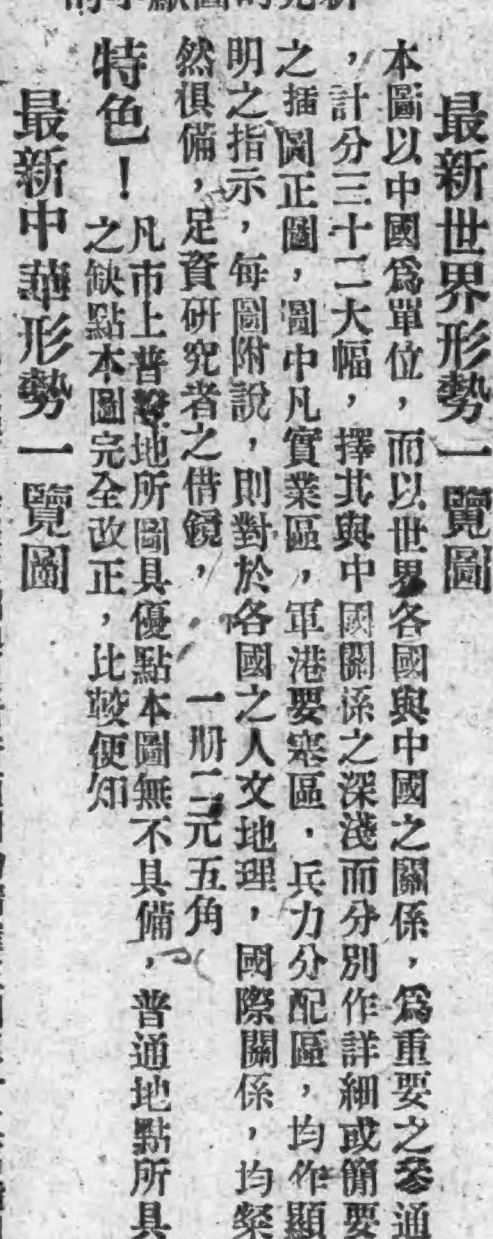 最新世界形勢一覽圖
本圖以中國爲單位，而以世界各國與中國之關係，爲重要之叅通
，計分三十二大幅，擇其與中國關係之深淺而分別作詳細或簡要
之插圖正圖，圖中凡實業區，軍港要塞區，兵力分配區，均作顯
明之指示，每圖附說，則對於各國之人文地理，國際關係，均粲
然俱備，足資研究者之借鏡，一册二元五角
特色！
凡市上普設地所圖具優點本圖無不具備，普通地點所具
之缺點本圖完全改正，比較便知
最新中華形勢一覽圖